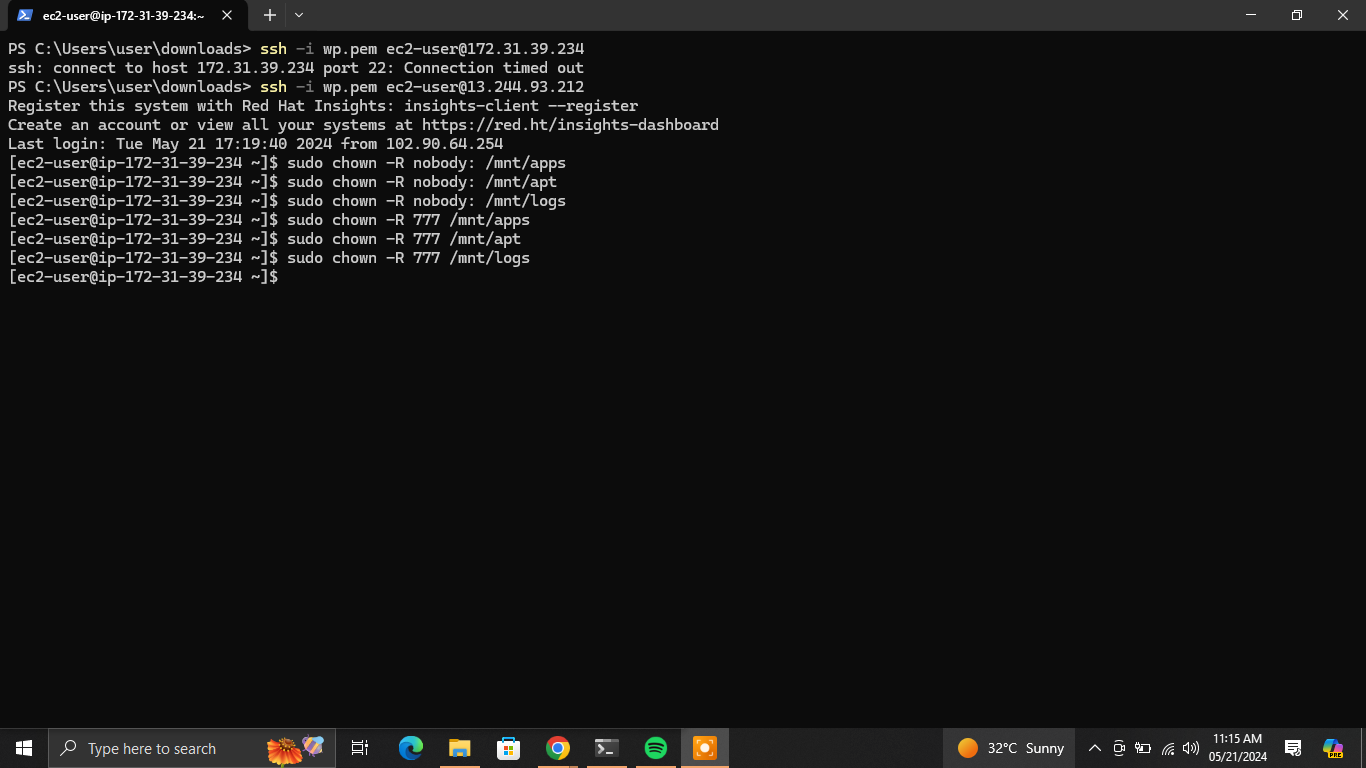 ec2-user@ip-172-31-39-234:~
PS C:\Users\user\downloads> ssh -i wp.pem ec2-user@172.31.39.234
ssh: connect to host 172.31.39.234 port 22: Connection timed out
PS C:\Users\user\downloads> ssh -i wp.pem ec2-user@13.244.93.212
Register this system with Red Hat Insights: insights-client --register
Create an account or view all your systems at https://red.ht/insights-dashboard
Last login: Tue May 21 17:19:40 2024 from 102.90.64.254
[ec2-user@ip-172-31-39-234 ~]$ sudo chown -R nobody: /mnt/apps
[ec2-user@ip-172-31-39-234 ~]$ sudo chown -R nobody: /mnt/apt
[ec2-user@ip-172-31-39-234 ~]$ sudo chown -R nobody: /mnt/logs
[ec2-user@ip-172-31-39-234 ~]$ sudo chown -R 777 /mnt/apps
[ec2-user@ip-172-31-39-234 ~]$ sudo chown -R 777 /mnt/apt
[ec2-user@ip-172-31-39-234 ~]$ sudo chown -R 777 /mnt/logs
[ec2-user@ip-172-31-39-234 ~]$
Type here to search
32°C Sunny
11:15 AM
05/21/2024
PRE